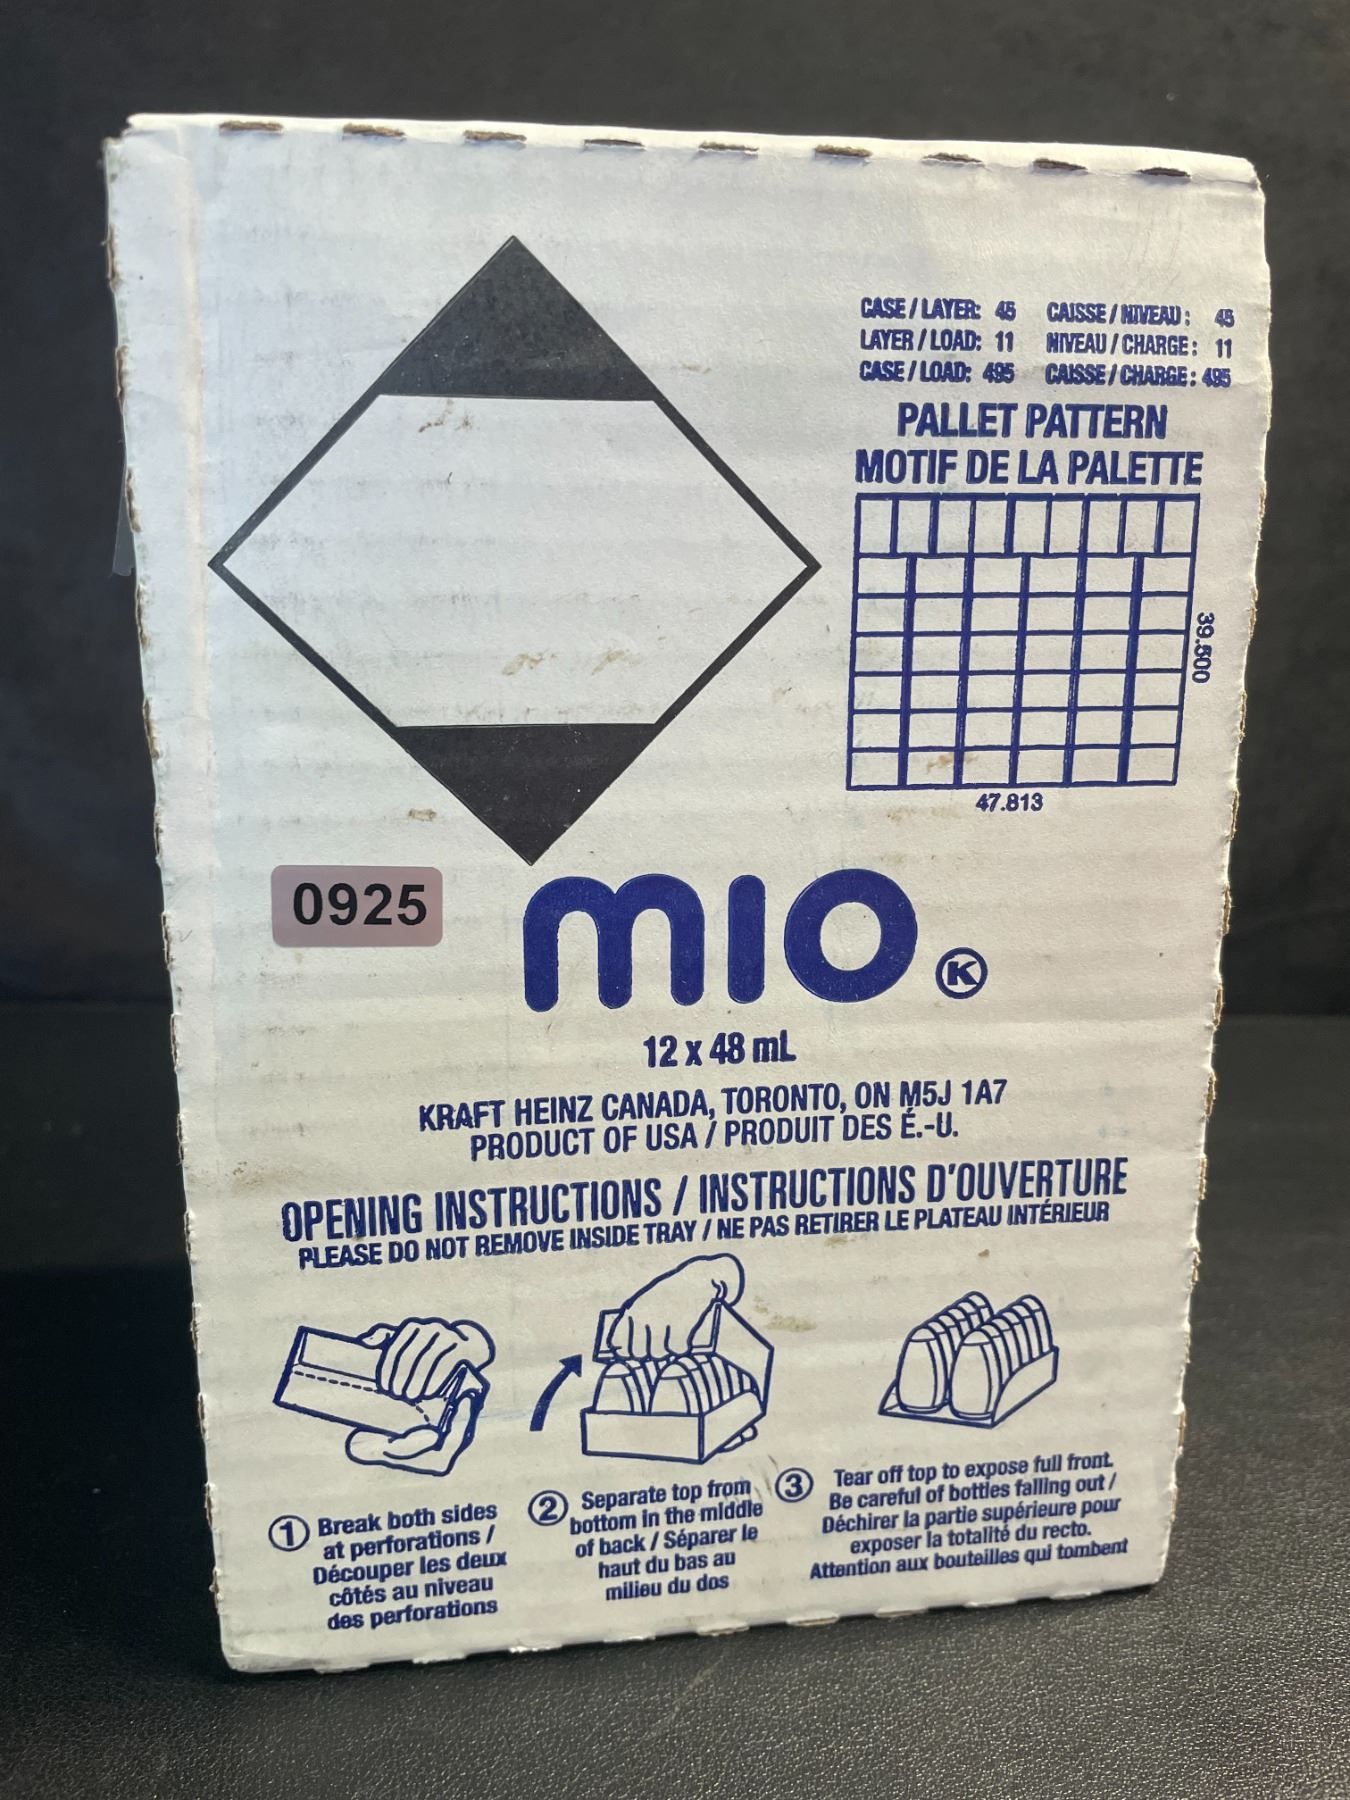 CASE / LAYER: 45 CAISSE / NIVEAU : 45
LAYER / LOAD: 11 NIVEAU / CHARGE : 11
CASE / LOAD: 495 CAISSE / CHARGE : 495
PALLET PATTERN
MOTIF DE LA PALETTE
39.500
47.813
0925
MIO
K
12 x 48 mL
KRAFT HEINZ CANADA, TORONTO, ON M5J 1A7
PRODUCT OF USA / PRODUIT DES É.-U.
OPENING INSTRUCTIONS / INSTRUCTIONS D'OUVERTURE
PLEASE DO NOT REMOVE INSIDE TRAY / NE PAS RETIRER LE PLATEAU INTÉRIEUR
1 Break both sides
at perforations /
Découper les deux
côtés au niveau
des perforations
2 Separate top from
bottom in the middle
of back / Séparer le
haut du bas au
milieu du dos
3 Tear off top to expose full front.
Be careful of bottles falling out /
Déchirer la partie supérieure pour
exposer la totalité du recto.
Attention aux bouteilles qui tombent